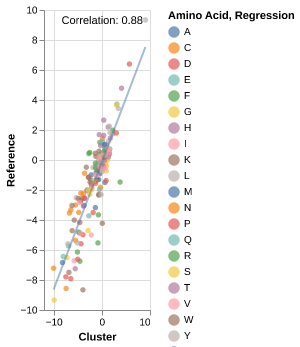 Correlation: 0.88
10
8
6
4
2
0
−2
−4
−6
−8
−10
−10
0
10
Reference
Cluster
Amino Acid, Regression
A
C
D
E
F
G
H
I
K
L
M
N
P
Q
R
S
T
V
W
Y